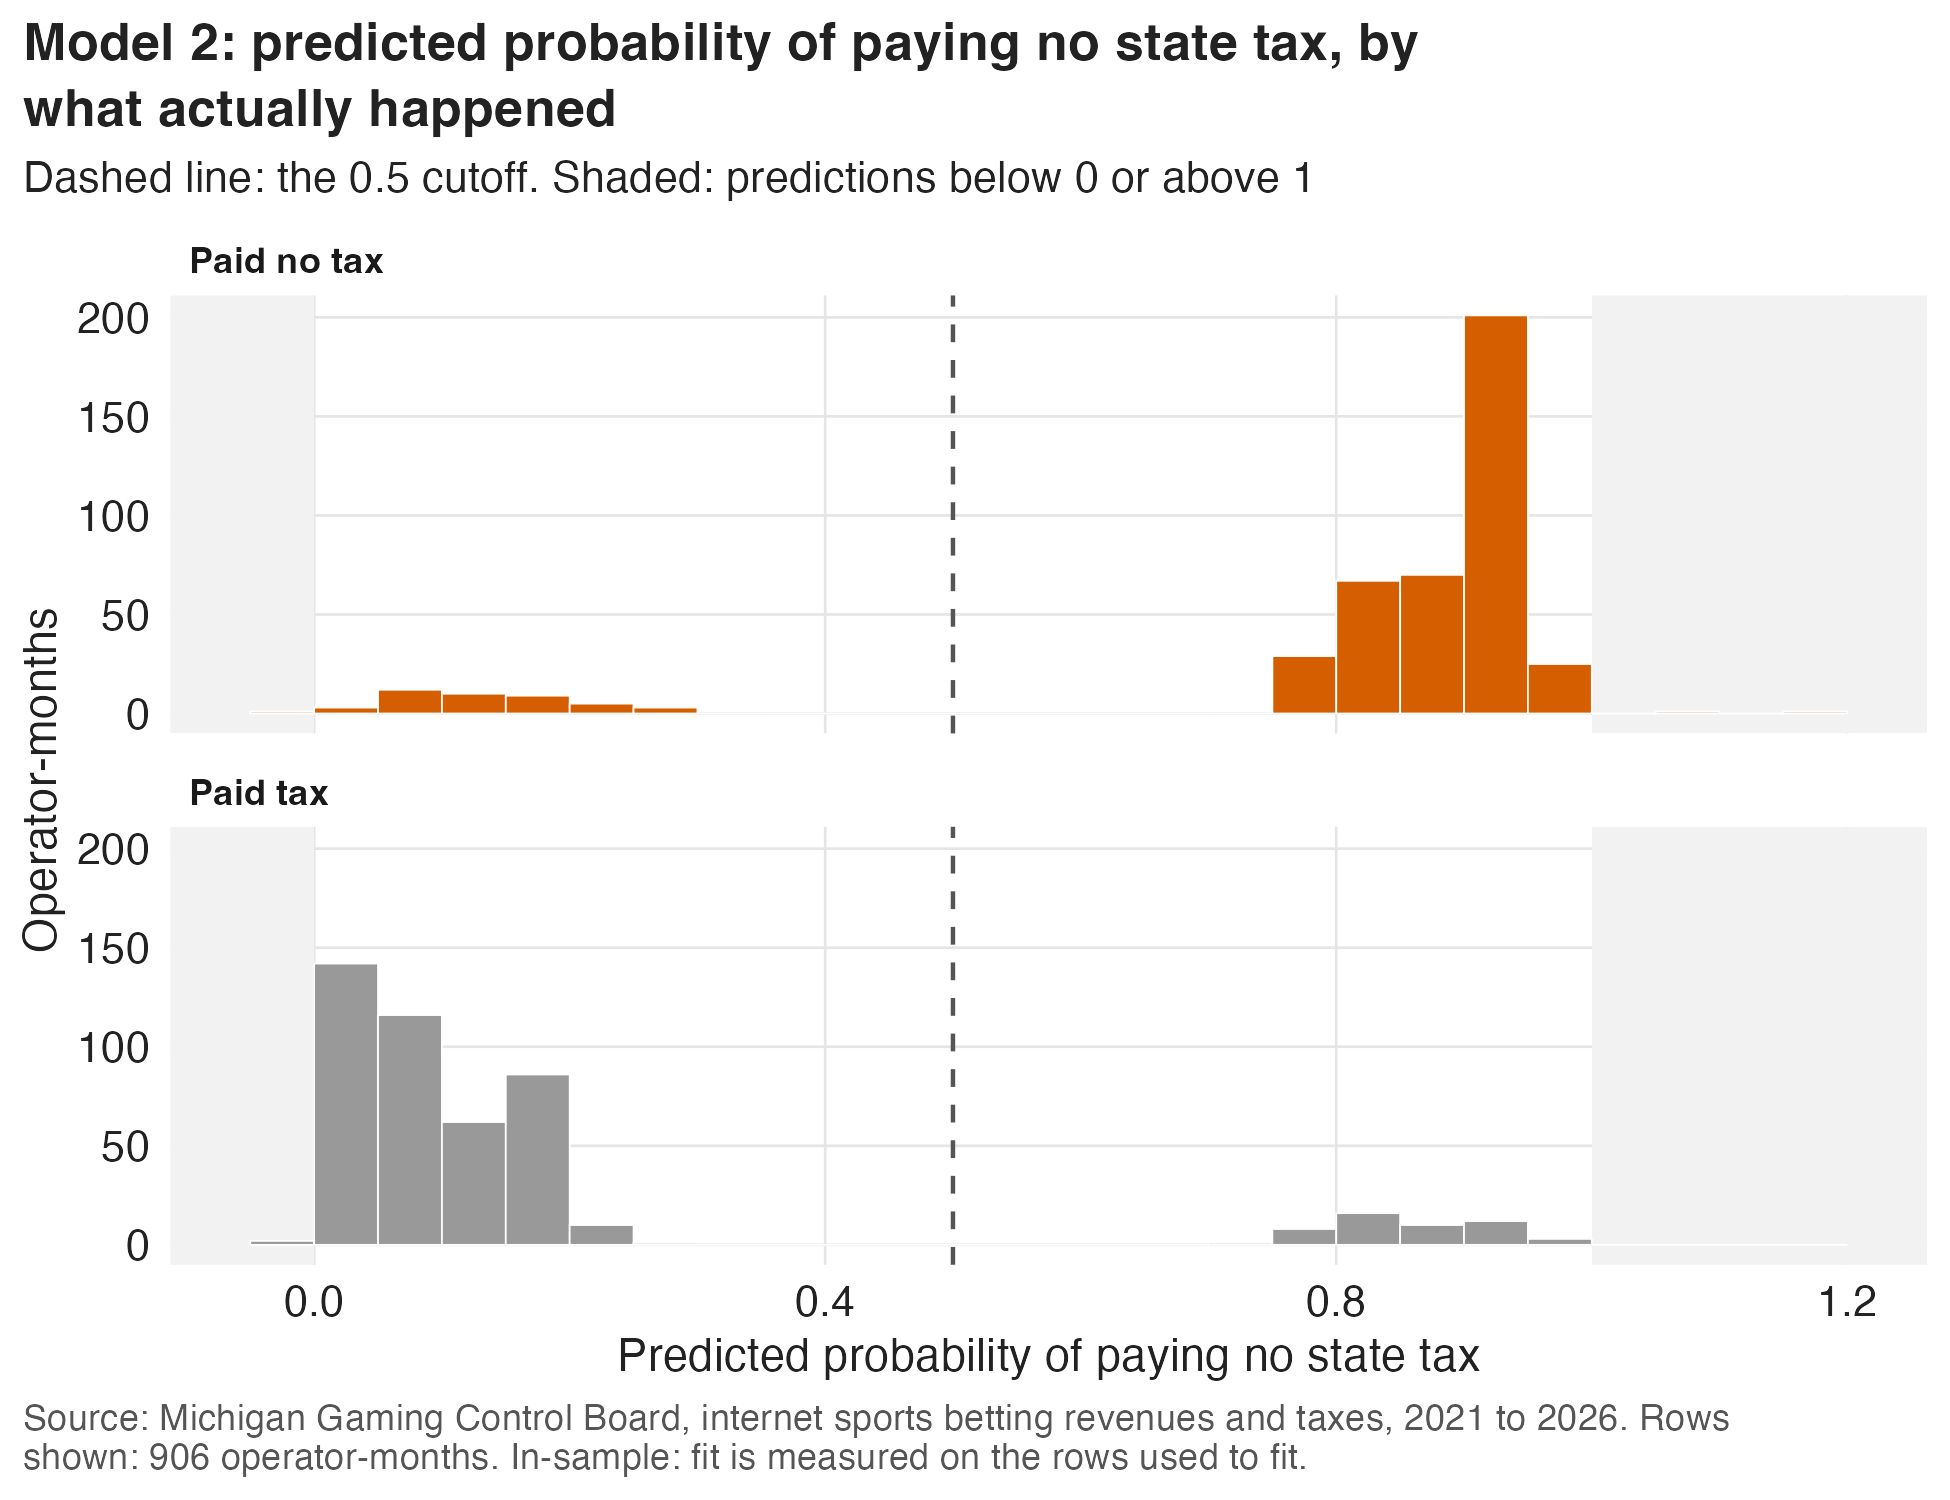 Model 2: predicted probability of paying no state tax, by
what actually happened
Dashed line: the 0.5 cutoff. Shaded: predictions below 0 or above 1
Paid no tax
200
150
100
50
0
Operator-months
Paid tax
200
150
100
50
0
0.0 0.4 0.8 1.2
Predicted probability of paying no state tax
Source: Michigan Gaming Control Board, internet sports betting revenues and taxes, 2021 to 2026. Rows
shown: 906 operator-months. In-sample: fit is measured on the rows used to fit.